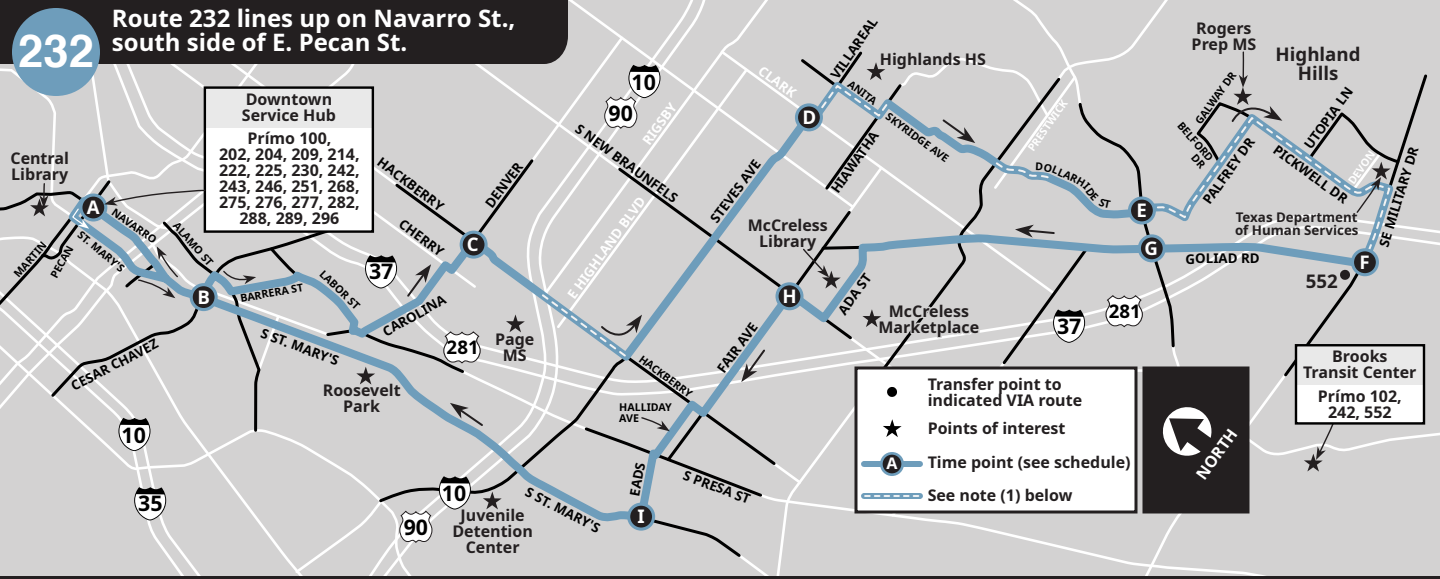 232
Route 232 lines up on Navarro St.,
south side of E. Pecan St.
Downtown
Service Hub
Prímo 100,
202, 204, 209, 214,
222, 225, 230, 242,
243, 246, 251, 268,
275, 276, 277, 282,
288, 289, 296
Central
Library
A
NAVARRO
ST. MARY'S
MARTIN
PECAN
ALAMO ST
B
BARRERA ST
LABOR ST
CESAR CHAVEZ
S ST. MARY'S
HACKBERRY
CHERRY
DENVER
C
CAROLINA
37
281
Page
MS
Roosevelt
Park
10
35
10
90
RIGSBY
E HIGHLAND BLVD
S NEW BRAUNFELS
CLARK
VILLAREAL
D
STEVES AVE
ANITA
Highlands HS
SKYRIDGE AVE
HIAWATHA
PRESTWICK
DOLLARHIDE ST
E
McCreless
Library
ADA ST
H
FAIR AVE
HACKBERRY
HALLIDAY
AVE
EADS
S PRESA ST
I
S ST. MARY'S
10
90
Juvenile
Detention
Center
McCreless
Marketplace
G
GOLIAD RD
37
281
Rogers
Prep MS
Highland
Hills
GALWAY DR
BELFORD
DR
PALFREY DR
PICKWELL DR
UTOPIA LN
DEVON
SE MILITARY DR
Texas Department
of Human Services
F
552
Brooks
Transit Center
Prímo 102,
242, 552
Transfer point to
indicated VIA route
Points of interest
A
Time point (see schedule)
See note (1) below
NORTH